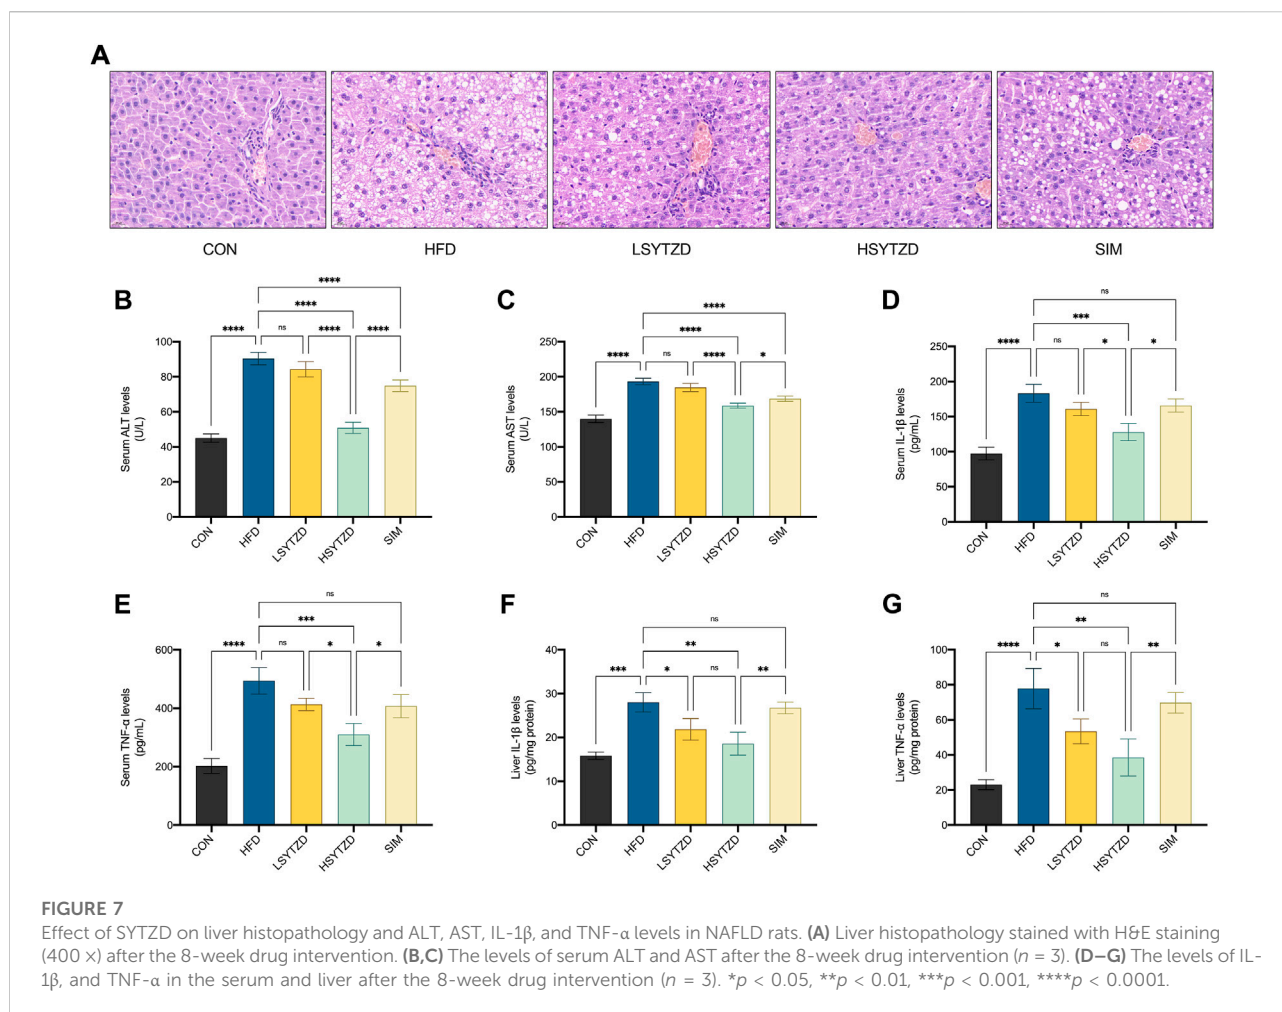 A
CON HFD LSYTZD HSYTZD SIM
B
****
****
**** ns **** ****
Serum ALT levels
(U/L)
100
80
60
40
20
0
CON HFD LSYTZD HSYTZD SIM
C
****
****
**** ns **** *
Serum AST levels
(U/L)
250
200
150
100
50
0
CON HFD LSYTZD HSYTZD SIM
D
ns
***
**** ns * *
Serum IL-1β levels
(pg/mL)
250
200
150
100
50
0
CON HFD LSYTZD HSYTZD SIM
E
ns
***
**** ns * *
Serum TNF-α levels
(pg/mL)
600
400
200
0
CON HFD LSYTZD HSYTZD SIM
F
ns
**
*** * ns **
Liver IL-1β levels
(pg/mg protein)
40
30
20
10
0
CON HFD LSYTZD HSYTZD SIM
G
ns
**
**** * ns **
Liver TNF-α levels
(pg/mg protein)
100
80
60
40
20
0
CON HFD LSYTZD HSYTZD SIM
FIGURE 7
Effect of SYTZD on liver histopathology and ALT, AST, IL-1β, and TNF-α levels in NAFLD rats. (A) Liver histopathology stained with H&E staining
(400 ×) after the 8-week drug intervention. (B,C) The levels of serum ALT and AST after the 8-week drug intervention (n = 3). (D–G) The levels of IL-
1β, and TNF-α in the serum and liver after the 8-week drug intervention (n = 3). *p < 0.05, **p < 0.01, ***p < 0.001, ****p < 0.0001.